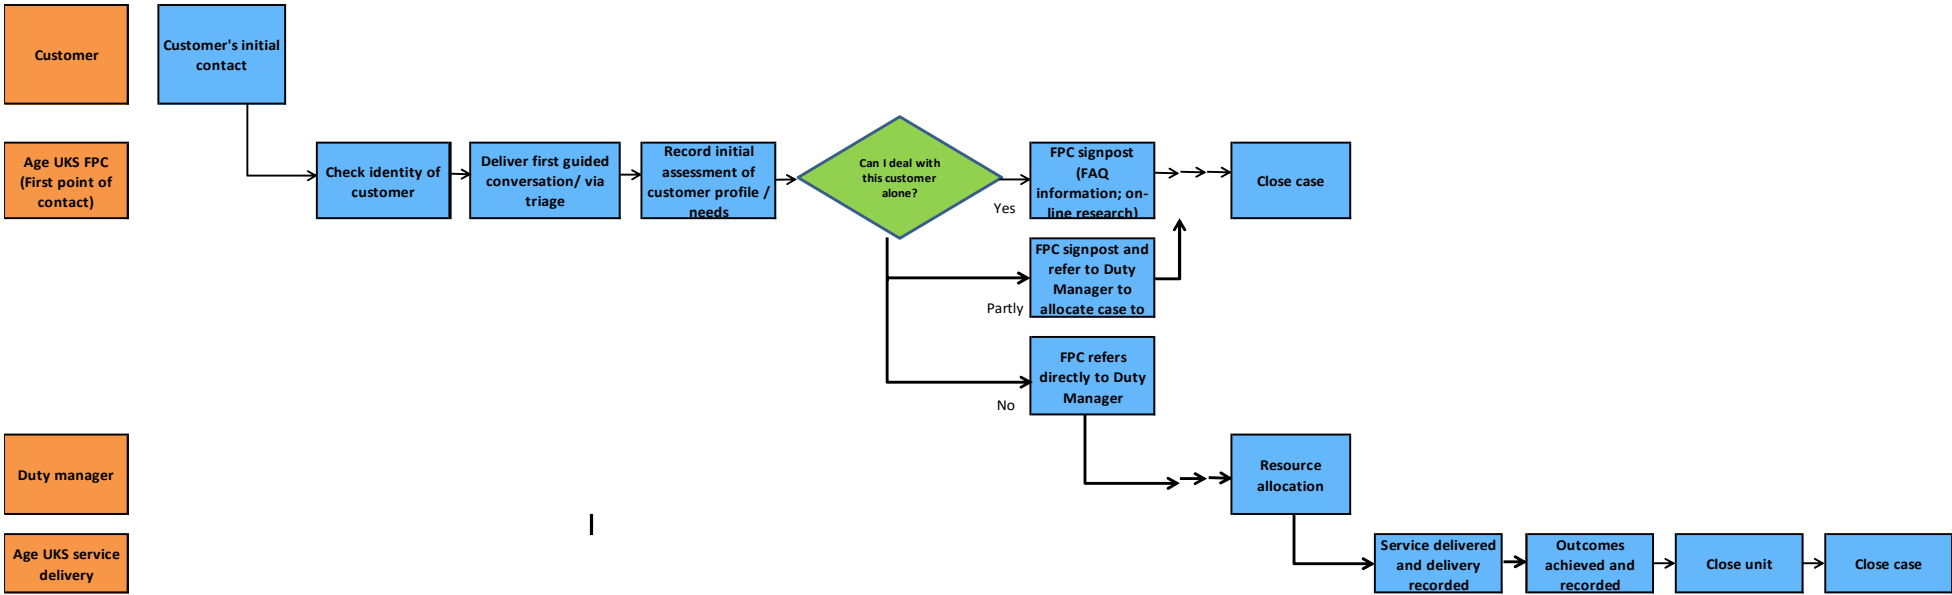 Customer
Customer's initial
contact
Age UKS FPC
(First point of
contact)
Check identity of
customer
Deliver first guided
conversation/ via
triage
Record initial
assessment of
customer profile /
needs
Can I deal with
this customer
alone?
Yes
FPC signpost
(FAQ
information; on-
line research)
Close case
Partly
FPC signpost and
refer to Duty
Manager to
allocate case to
No
FPC refers
directly to Duty
Manager
Duty manager
Resource
allocation
Age UKS service
delivery
Service delivered
and delivery
recorded
Outcomes
achieved and
recorded
Close unit
Close case